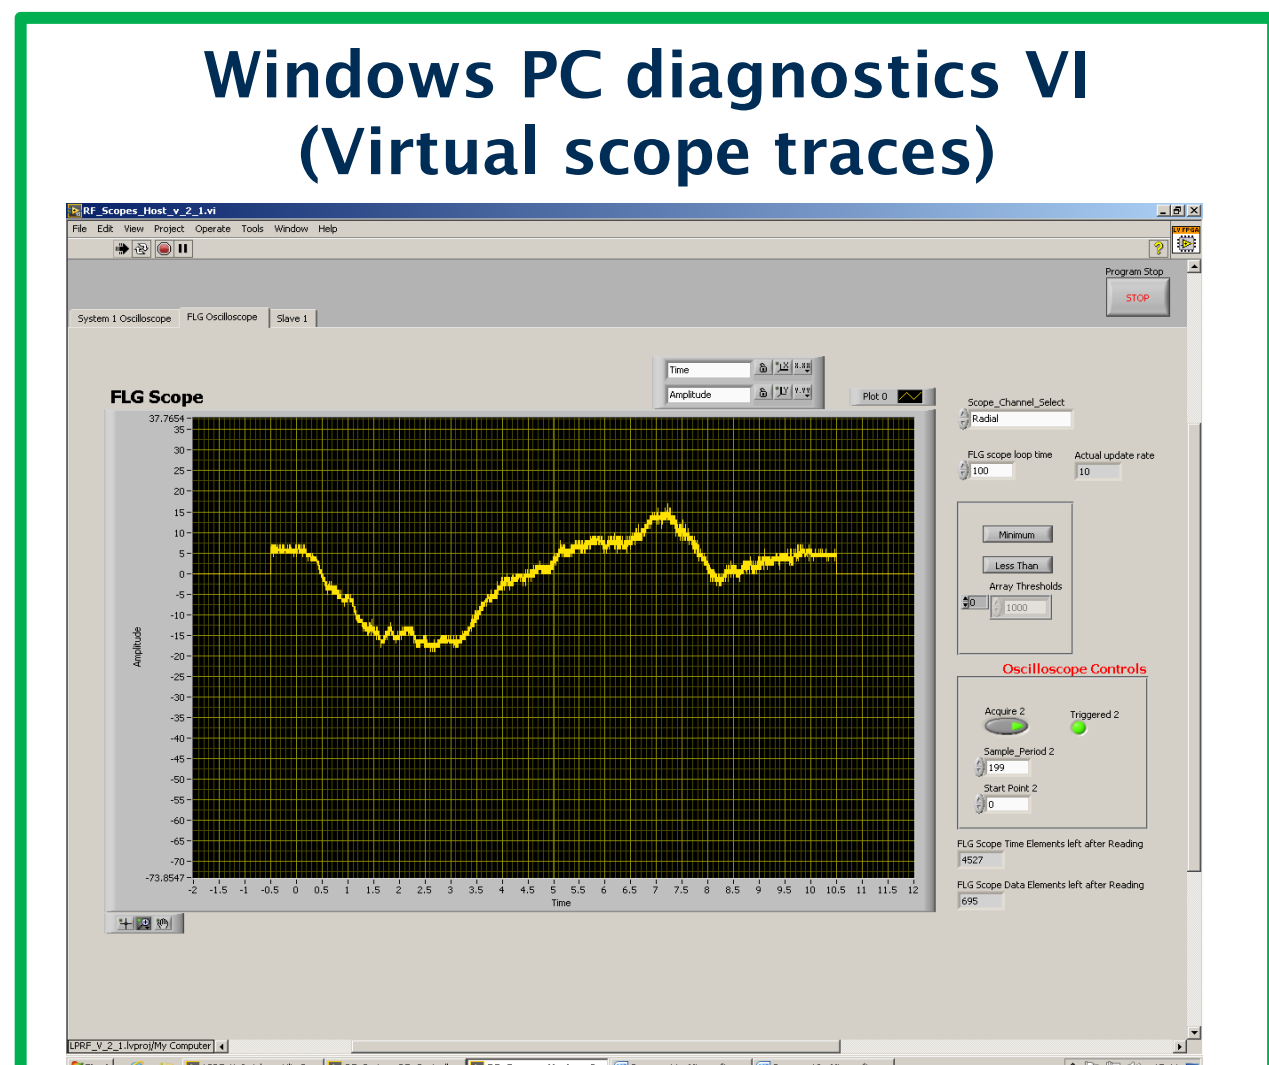 Windows PC diagnostics VI
(Virtual scope traces)
RF_Scopes_Host_v_2_1.vi
File Edit View Project Operate Tools Window Help
LV FPGA
Program Stop
STOP
System 1 Oscilloscope FLG Oscilloscope Slave 1
Time
Amplitude
Plot 0
FLG Scope
37.7654
35
30
25
20
15
10
5
0
-5
-10
-15
-20
-25
-30
-35
-40
-45
-50
-55
-60
-65
-70
-73.8547
Amplitude
-2 -1.5 -1 -0.5 0 0.5 1 1.5 2 2.5 3 3.5 4 4.5 5 5.5 6 6.5 7 7.5 8 8.5 9 9.5 10 10.5 11 11.5 12
Time
Scope_Channel_Select
Radial
FLG scope loop time Actual update rate
100 10
Minimum
Less Than
Array Thresholds
0 1000
Oscilloscope Controls
Acquire 2 Triggered 2
Sample_Period 2
199
Start Point 2
0
FLG Scope Time Elements left after Reading
4527
FLG Scope Data Elements left after Reading
695
LPRF_V_2_1.lvproj/My Computer